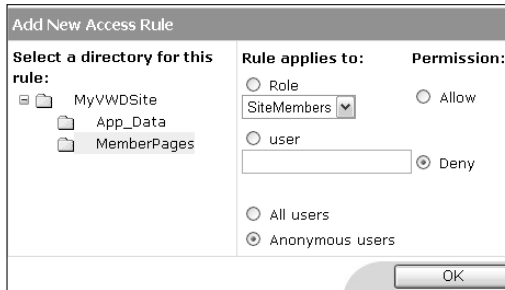 Add New Access Rule
Select a directory for this
rule:
MyVWDSite
App_Data
MemberPages
Rule applies to:
Role
SiteMembers
user
All users
Anonymous users
Permission:
Allow
Deny
OK